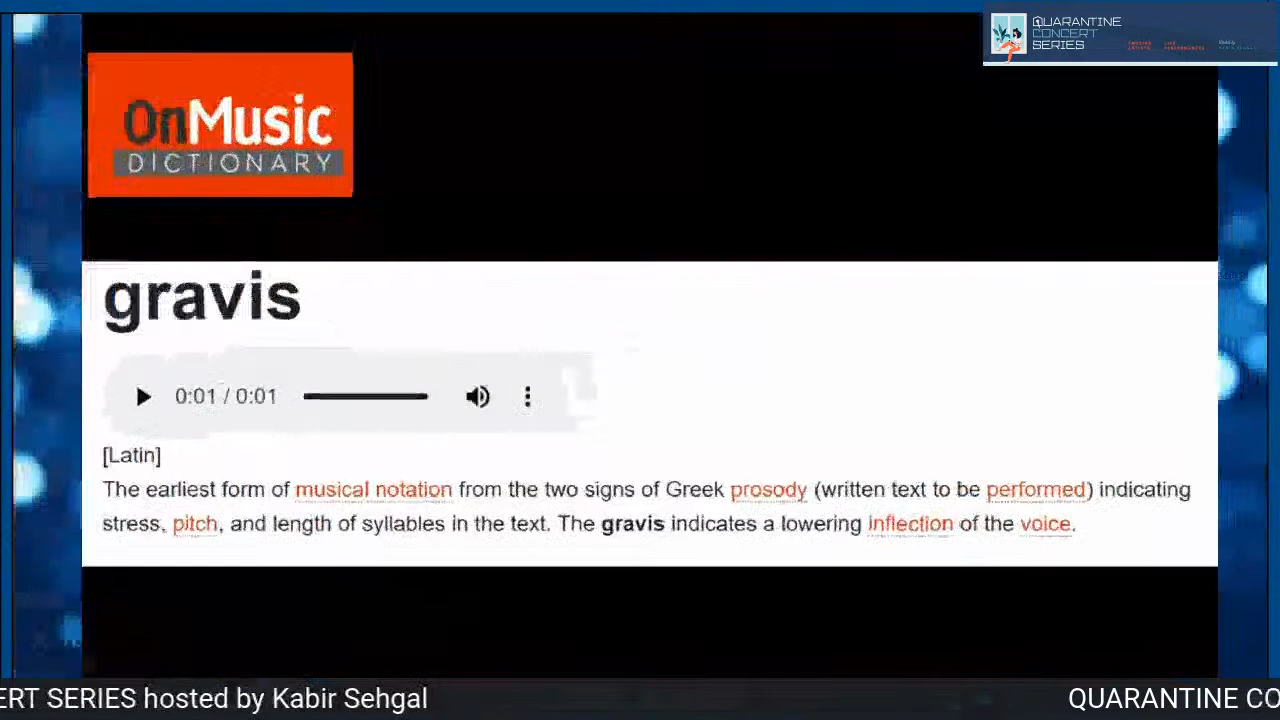 QUARANTINE
CONCERT
SERIES
OnMusic
DICTIONARY
gravis
0:01 / 0:01
[Latin]
The earliest form of musical notation from the two signs of Greek prosody (written text to be performed) indicating
stress, pitch, and length of syllables in the text. The gravis indicates a lowering inflection of the voice.
ERT SERIES hosted by Kabir Sehgal QUARANTINE CO